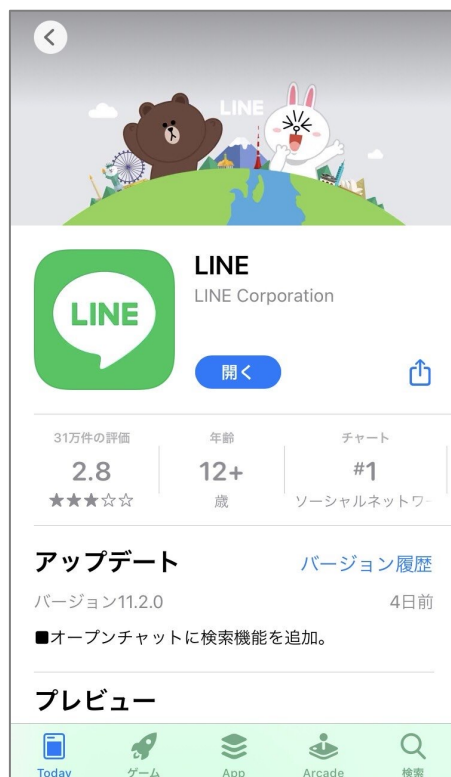 LINE
LINE
LINE
LINE Corporation
開く
31万件の評価
2.8
★★★☆☆
年齢
12+
歳
チャート
#1
ソーシャルネットワー
アップデート
バージョン履歴
バージョン11.2.0
4日前
■オープンチャットに検索機能を追加。
プレビュー
Today
ゲーム
App
Arcade
検索